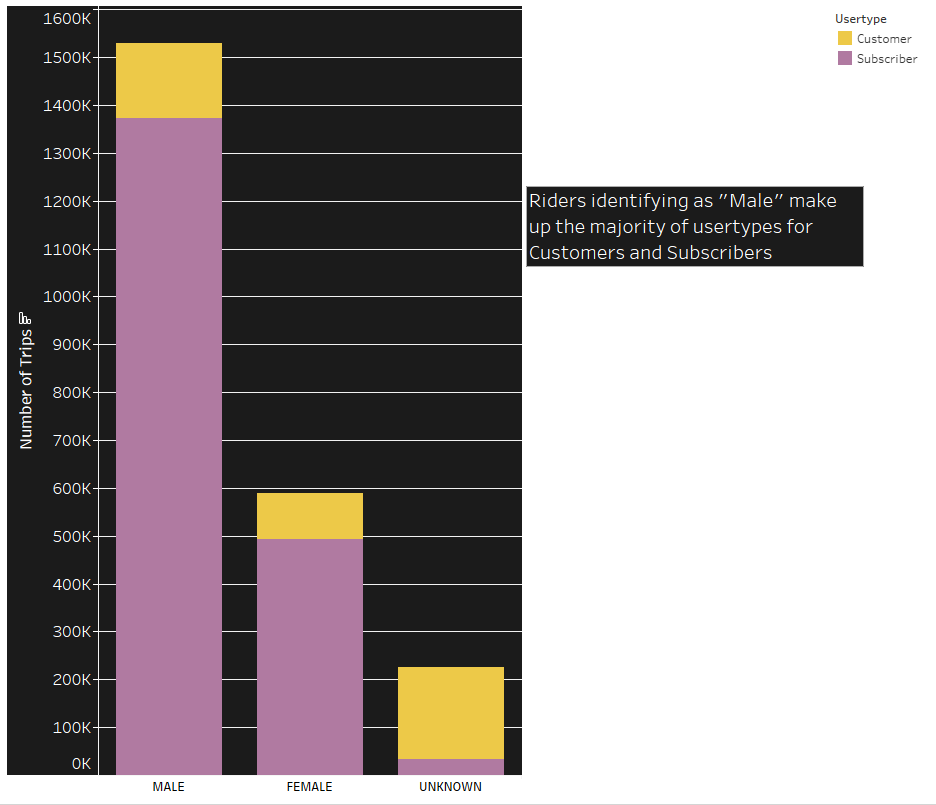 Usertype
Customer
Subscriber
Riders identifying as "Male" make
up the majority of usertypes for
Customers and Subscribers
Number of Trips
1600K
1500K
1400K
1300K
1200K
1100K
1000K
900K
800K
700K
600K
500K
400K
300K
200K
100K
0K
MALE
FEMALE
UNKNOWN